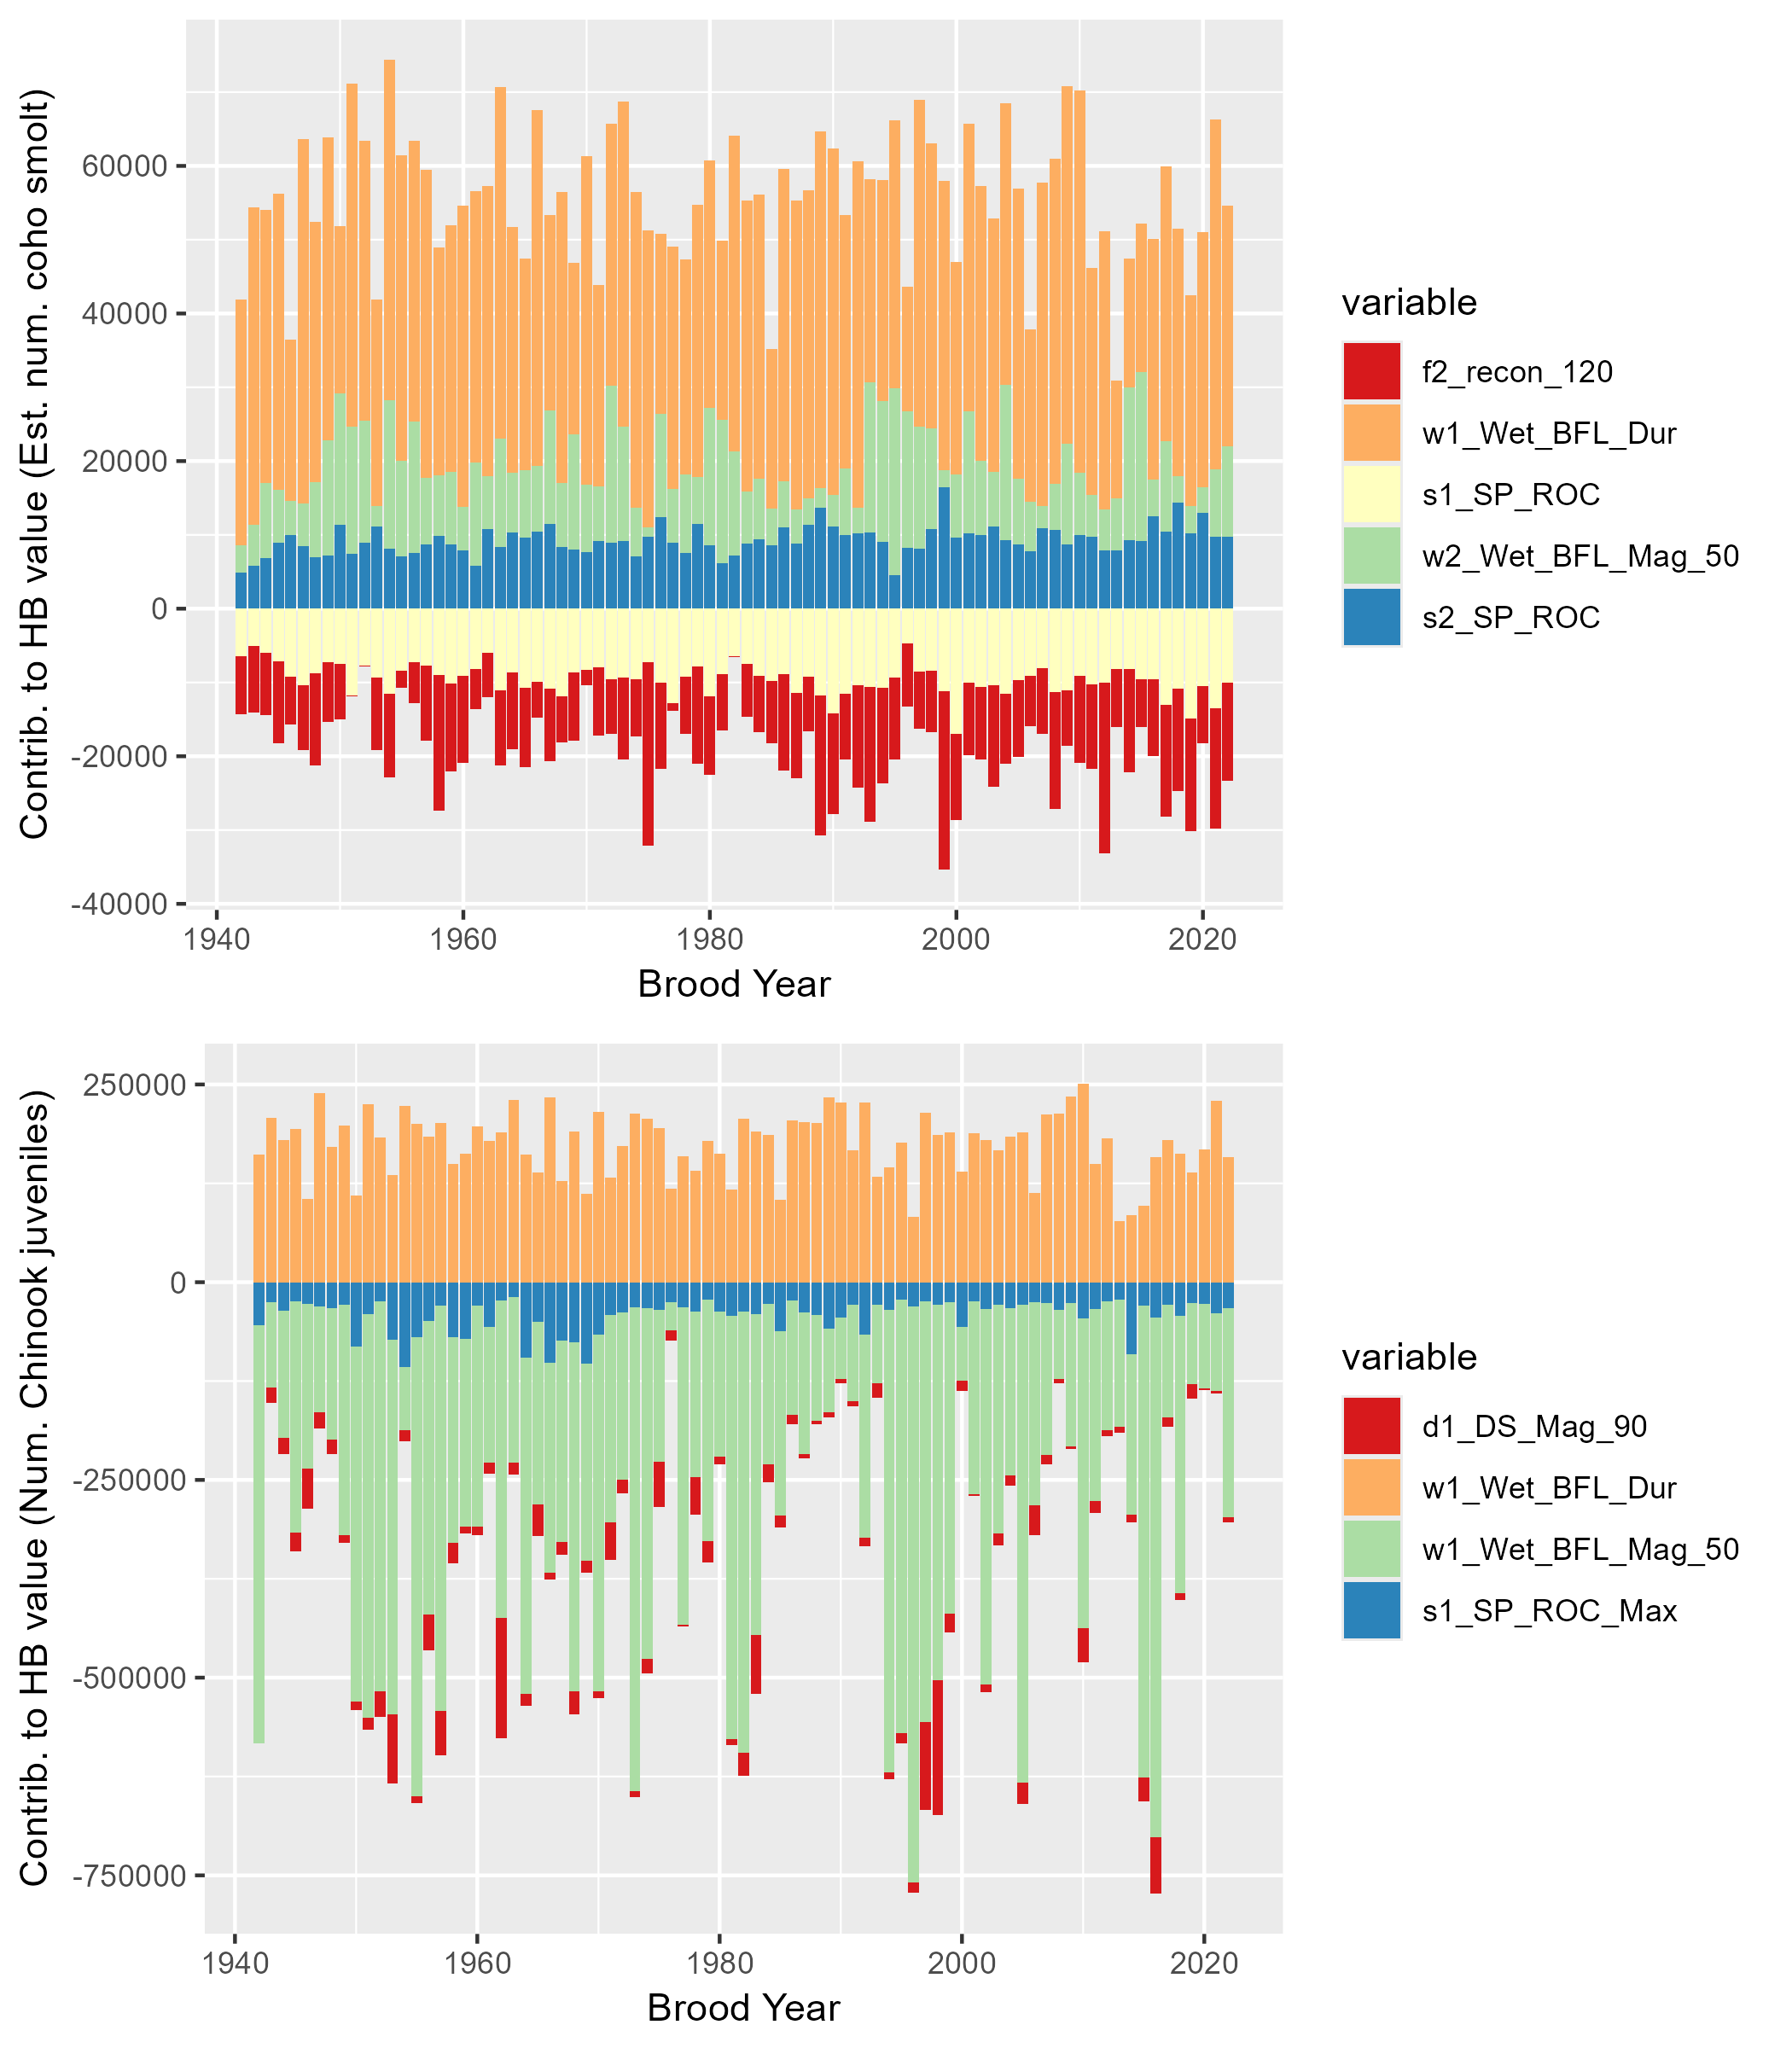 Contrib. to HB value (Est. num. coho smolt)
60000
40000
20000
0
-20000
-40000
1940
1960
1980
2000
2020
Brood Year
variable
f2_recon_120
w1_Wet_BFL_Dur
s1_SP_ROC
w2_Wet_BFL_Mag_50
s2_SP_ROC
Contrib. to HB value (Num. Chinook juveniles)
250000
0
-250000
-500000
-750000
1940
1960
1980
2000
2020
Brood Year
variable
d1_DS_Mag_90
w1_Wet_BFL_Dur
w1_Wet_BFL_Mag_50
s1_SP_ROC_Max